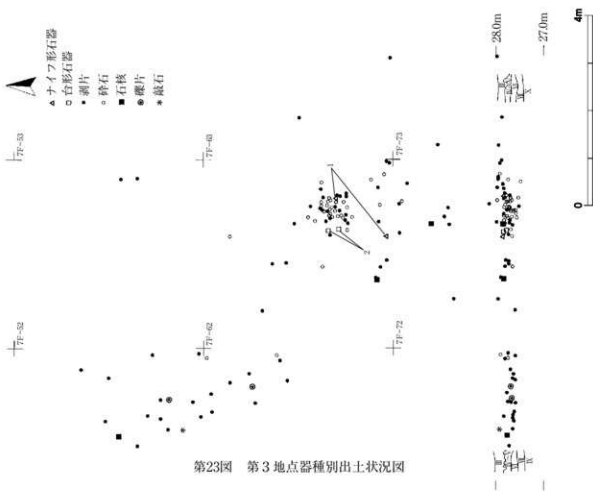 △ ナイフ形石器
□ 台形石器
• 剥片
○ 砕石
■ 石核
◉ 礫片
* 敲石
7F-53
7F-63
7F-73
7F-52
7F-62
7F-72
1
2
28.0m
27.0m
0
4m
第23図 第3地点器種別出土状況図